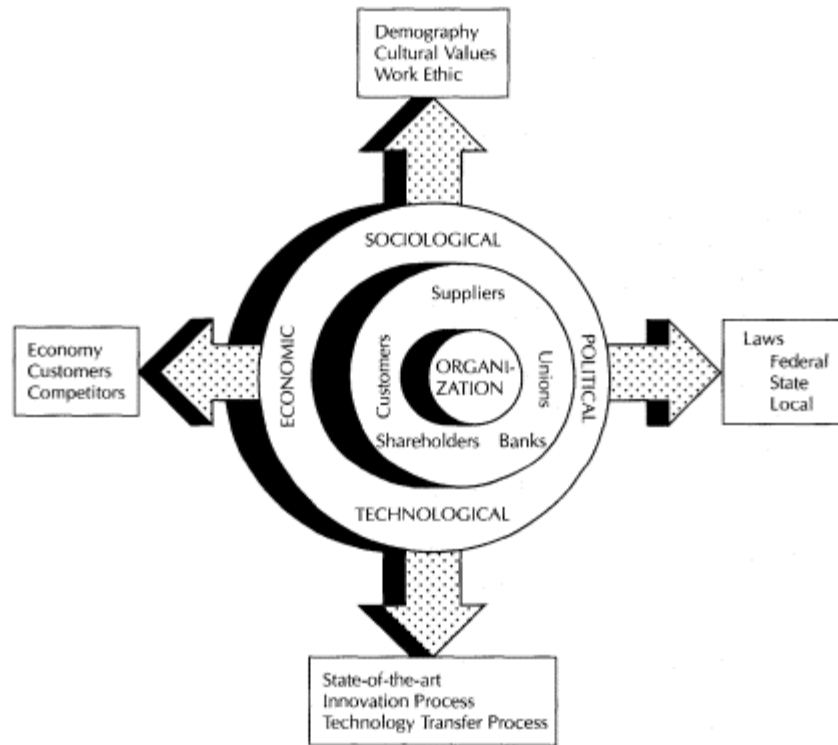 Demography
Cultural Values
Work Ethic
SOCIOLOGICAL
Suppliers
ECONOMIC
Customers
ORGANI-
ZATION
Unions
POLITICAL
Shareholders
Banks
TECHNOLOGICAL
Economy
Customers
Competitors
Laws
Federal
State
Local
State-of-the-art
Innovation Process
Technology Transfer Process